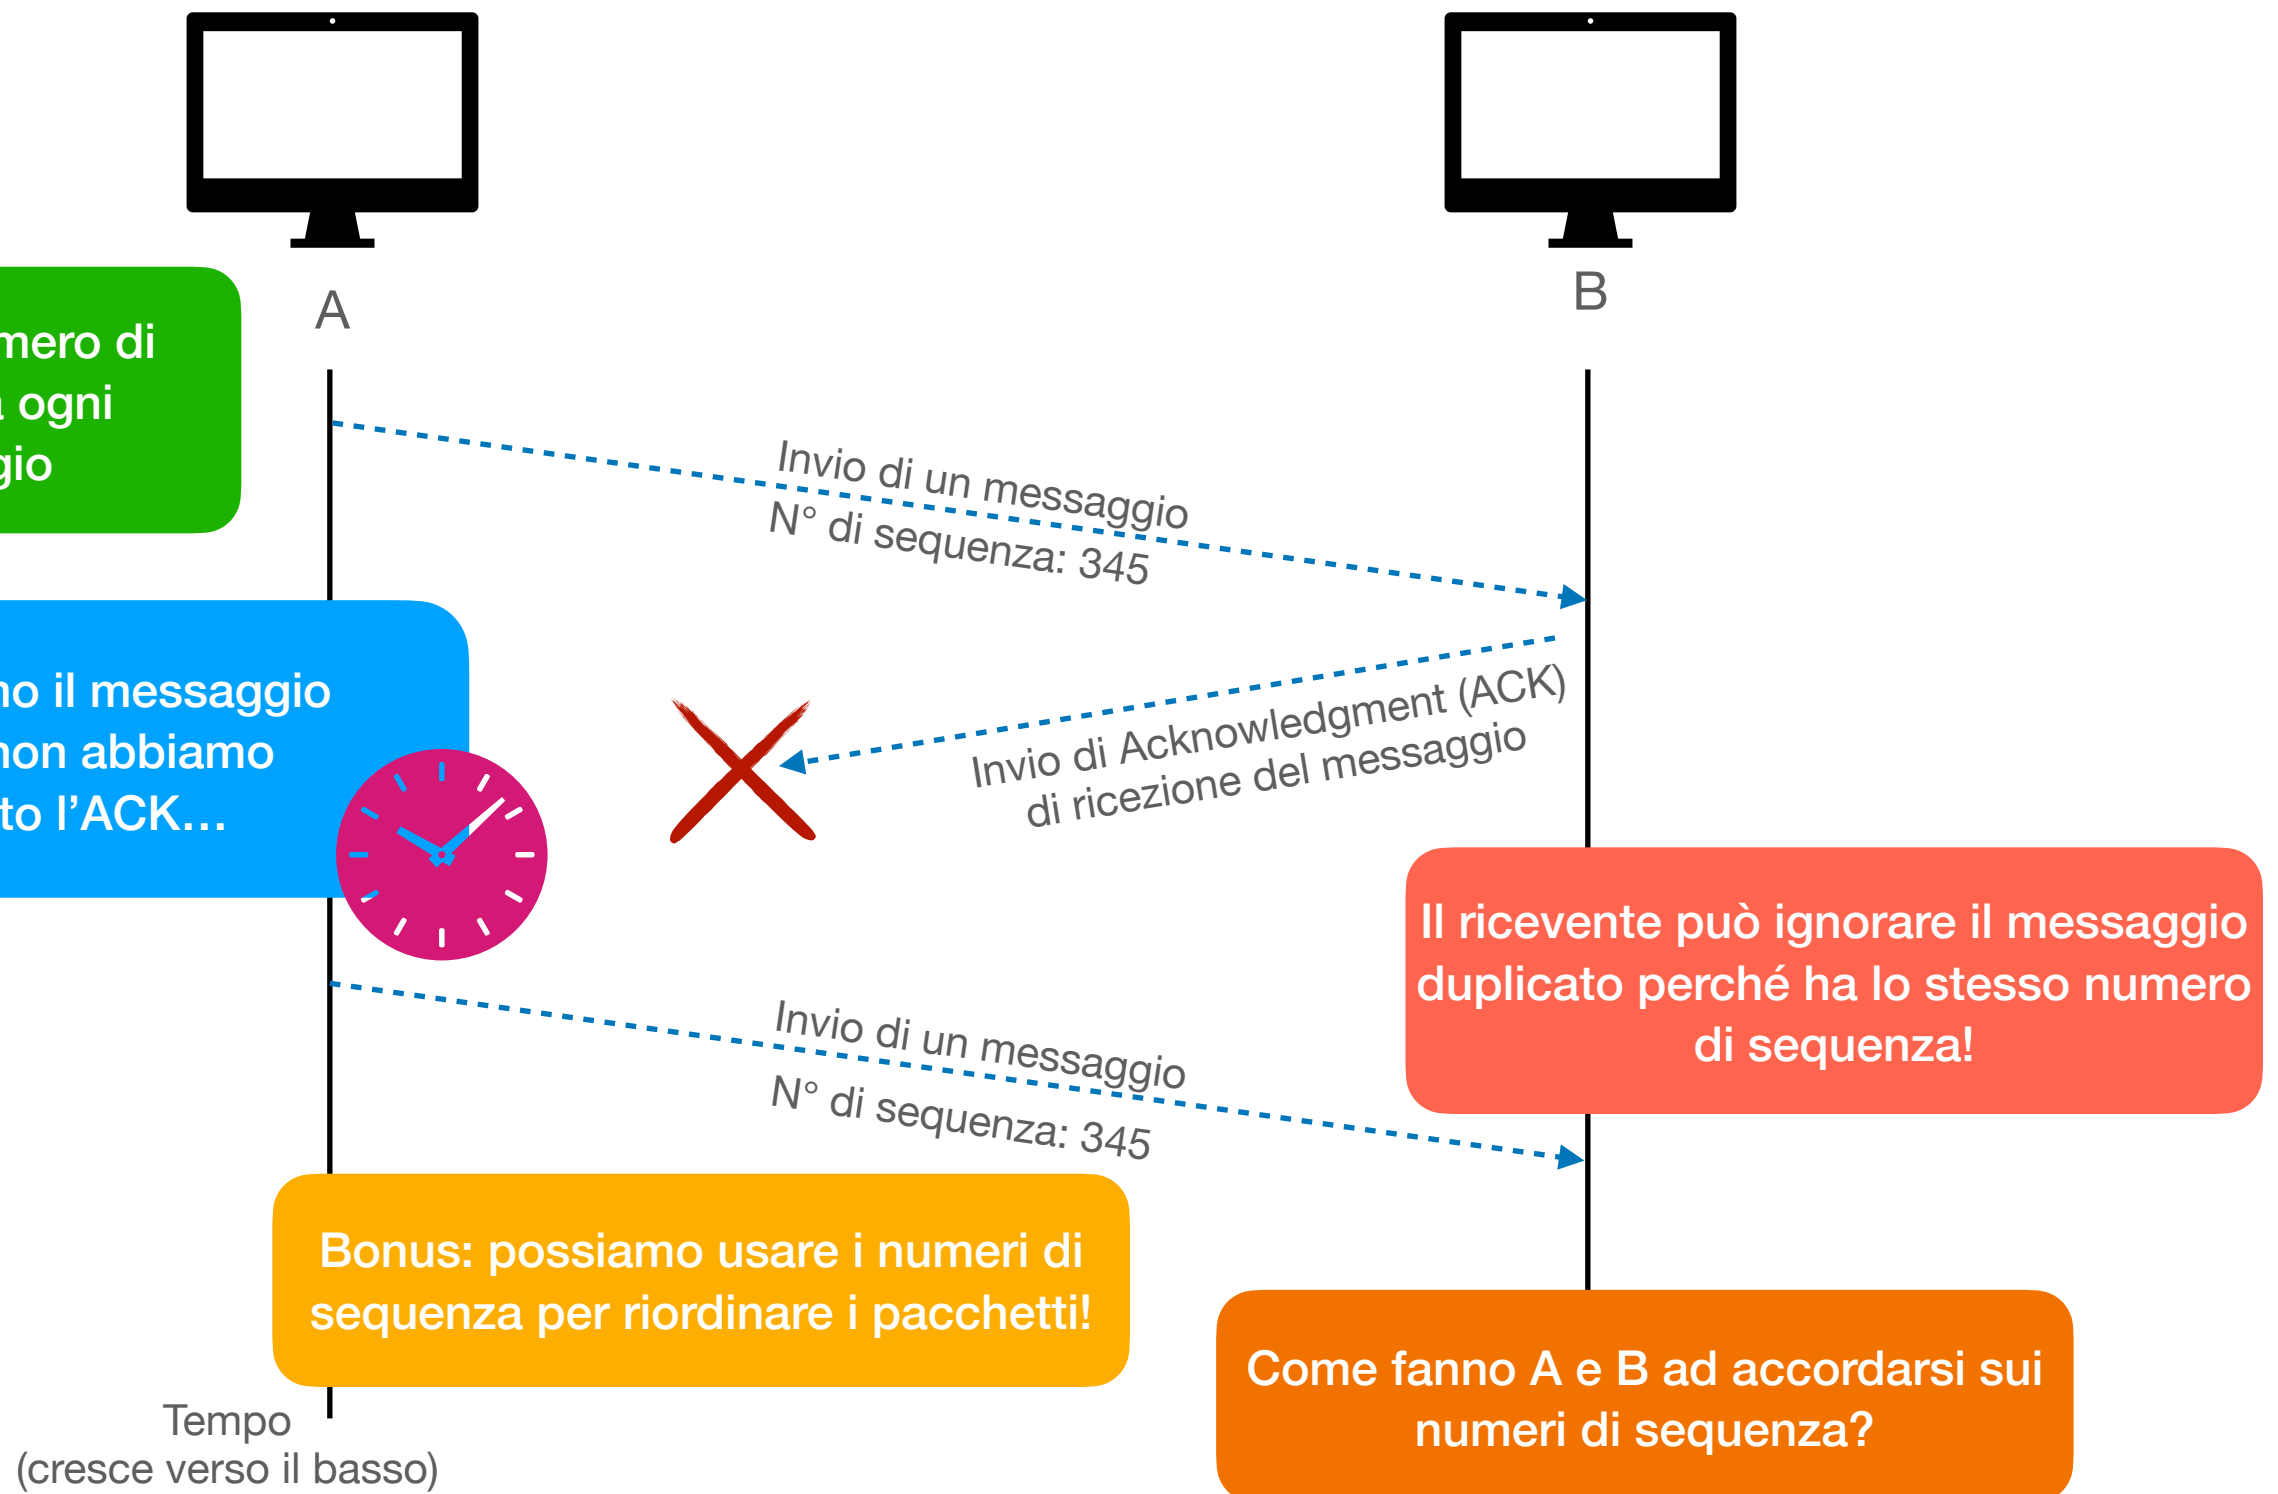 A
B
mero di
ogni
gio
Invio di un messaggio
N° di sequenza: 345
no il messaggio
non abbiamo
to l'ACK...
Invio di Acknowledgment (ACK)
di ricezione del messaggio
Il ricevente può ignorare il messaggio
duplicato perché ha lo stesso numero
di sequenza!
Invio di un messaggio
N° di sequenza: 345
Bonus: possiamo usare i numeri di
sequenza per riordinare i pacchetti!
Come fanno A e B ad accordarsi sui
numeri di sequenza?
Tempo
(cresce verso il basso)